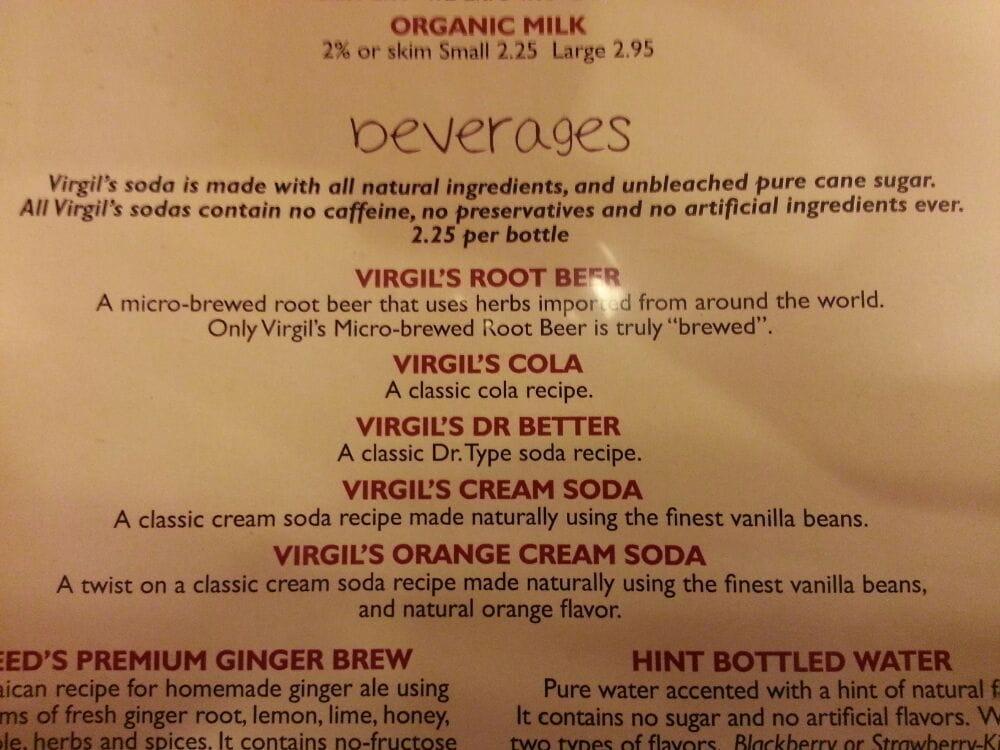 ORGANIC MILK
2% or skim Small 2.25 Large 2.95
beverages
Virgil's soda is made with all natural ingredients, and unbleached pure cane sugar.
All Virgil's sodas contain no caffeine, no preservatives and no artificial ingredients ever.
2.25 per bottle
VIRGIL'S ROOT BEER
A micro-brewed root beer that uses herbs imported from around the world.
Only Virgil's Micro-brewed Root Beer is truly "brewed".
VIRGIL'S COLA
A classic cola recipe.
VIRGIL'S DR BETTER
A classic Dr. Type soda recipe.
VIRGIL'S CREAM SODA
A classic cream soda recipe made naturally using the finest vanilla beans.
VIRGIL'S ORANGE CREAM SODA
A twist on a classic cream soda recipe made naturally using the finest vanilla beans,
and natural orange flavor.
EED'S PREMIUM GINGER BREW
aican recipe for homemade ginger ale using
ms of fresh ginger root, lemon, lime, honey,
ple, herbs and spices. It contains no-fructose
HINT BOTTLED WATER
Pure water accented with a hint of natural f
It contains no sugar and no artificial flavors. W
two types of flavors, Blackberry or Strawberry-K